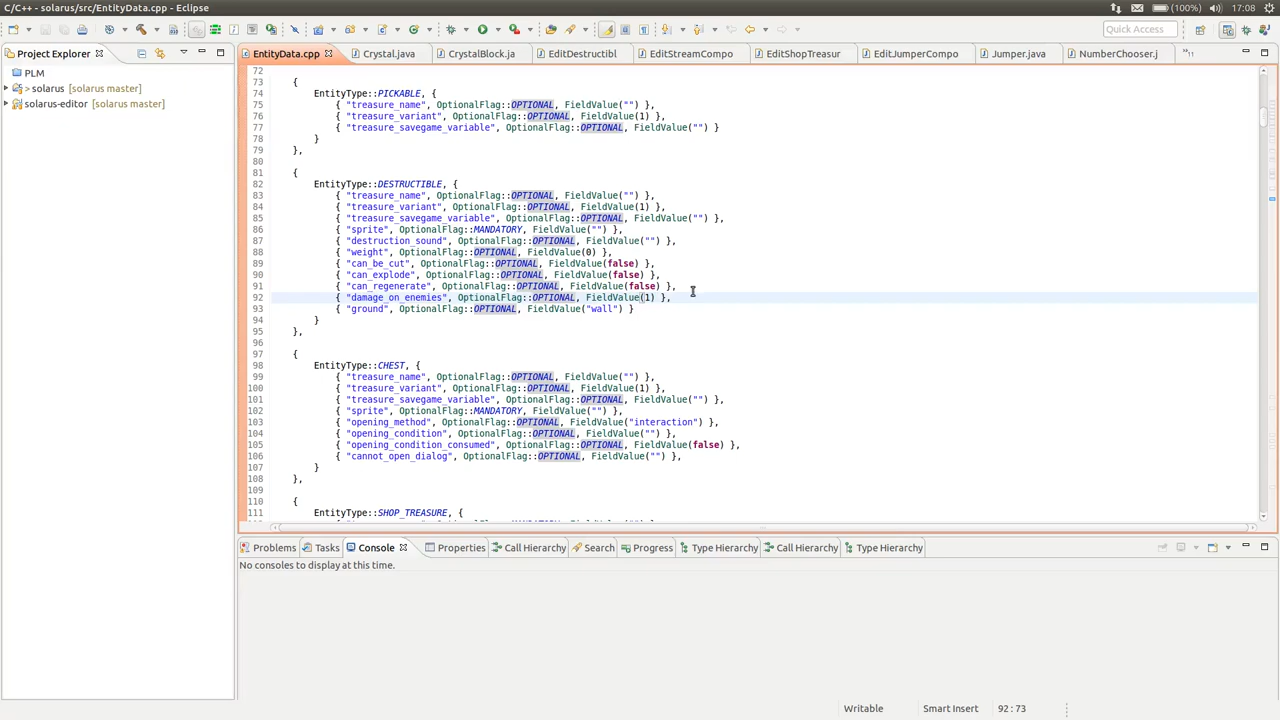 C/C++ - solarus/src/EntityData.cpp - Eclipse
(100%) 17:08
Quick Access
Project Explorer
EntityData.cpp Crystal.java CrystalBlock.ja EditDestructibl EditStreamCompo EditShopTreasur EditJumperCompo Jumper.java NumberChooser.j »11
PLM
> solarus [solarus master]
solarus-editor [solarus master]
72
73 {
74 EntityType::PICKABLE, {
75 { "treasure_name", OptionalFlag::OPTIONAL, FieldValue("") },
76 { "treasure_variant", OptionalFlag::OPTIONAL, FieldValue(1) },
77 { "treasure_savegame_variable", OptionalFlag::OPTIONAL, FieldValue("") }
78 }
79 },
80
81 {
82 EntityType::DESTRUCTIBLE, {
83 { "treasure_name", OptionalFlag::OPTIONAL, FieldValue("") },
84 { "treasure_variant", OptionalFlag::OPTIONAL, FieldValue(1) },
85 { "treasure_savegame_variable", OptionalFlag::OPTIONAL, FieldValue("") },
86 { "sprite", OptionalFlag::MANDATORY, FieldValue("") },
87 { "destruction_sound", OptionalFlag::OPTIONAL, FieldValue("") },
88 { "weight", OptionalFlag::OPTIONAL, FieldValue(0) },
89 { "can_be_cut", OptionalFlag::OPTIONAL, FieldValue(false) },
90 { "can_explode", OptionalFlag::OPTIONAL, FieldValue(false) },
91 { "can_regenerate", OptionalFlag::OPTIONAL, FieldValue(false) },
92 { "damage_on_enemies", OptionalFlag::OPTIONAL, FieldValue(1) },
93 { "ground", OptionalFlag::OPTIONAL, FieldValue("wall") }
94 }
95 },
96
97 {
98 EntityType::CHEST, {
99 { "treasure_name", OptionalFlag::OPTIONAL, FieldValue("") },
100 { "treasure_variant", OptionalFlag::OPTIONAL, FieldValue(1) },
101 { "treasure_savegame_variable", OptionalFlag::OPTIONAL, FieldValue("") },
102 { "sprite", OptionalFlag::MANDATORY, FieldValue("") },
103 { "opening_method", OptionalFlag::OPTIONAL, FieldValue("interaction") },
104 { "opening_condition", OptionalFlag::OPTIONAL, FieldValue("") },
105 { "opening_condition_consumed", OptionalFlag::OPTIONAL, FieldValue(false) },
106 { "cannot_open_dialog", OptionalFlag::OPTIONAL, FieldValue("") },
107 }
108 },
109
110 {
111 EntityType::SHOP_TREASURE, {
Problems Tasks Console Properties Call Hierarchy Search Progress Type Hierarchy Call Hierarchy Type Hierarchy
No consoles to display at this time.
Writable Smart Insert 92 : 73